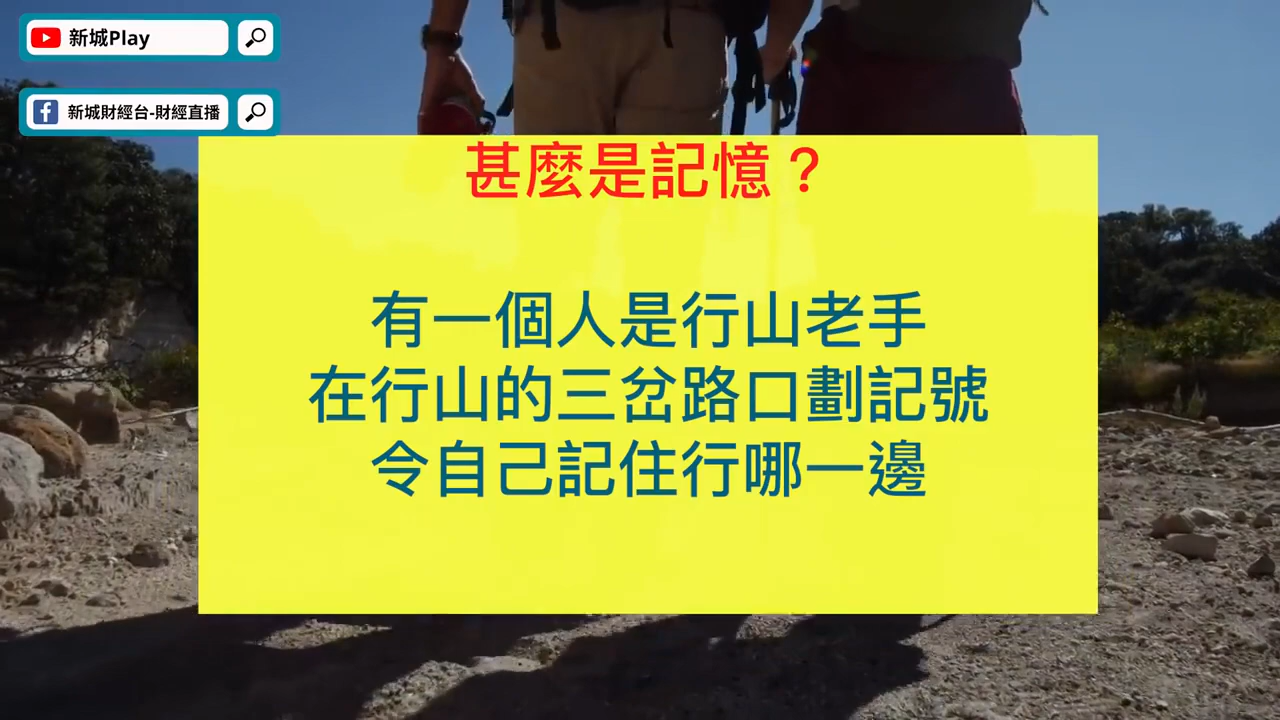 新城Play
新城財經台-財經直播
甚麼是記憶？
有一個人是行山老手
在行山的三岔路口劃記號
令自己記住行哪一邊